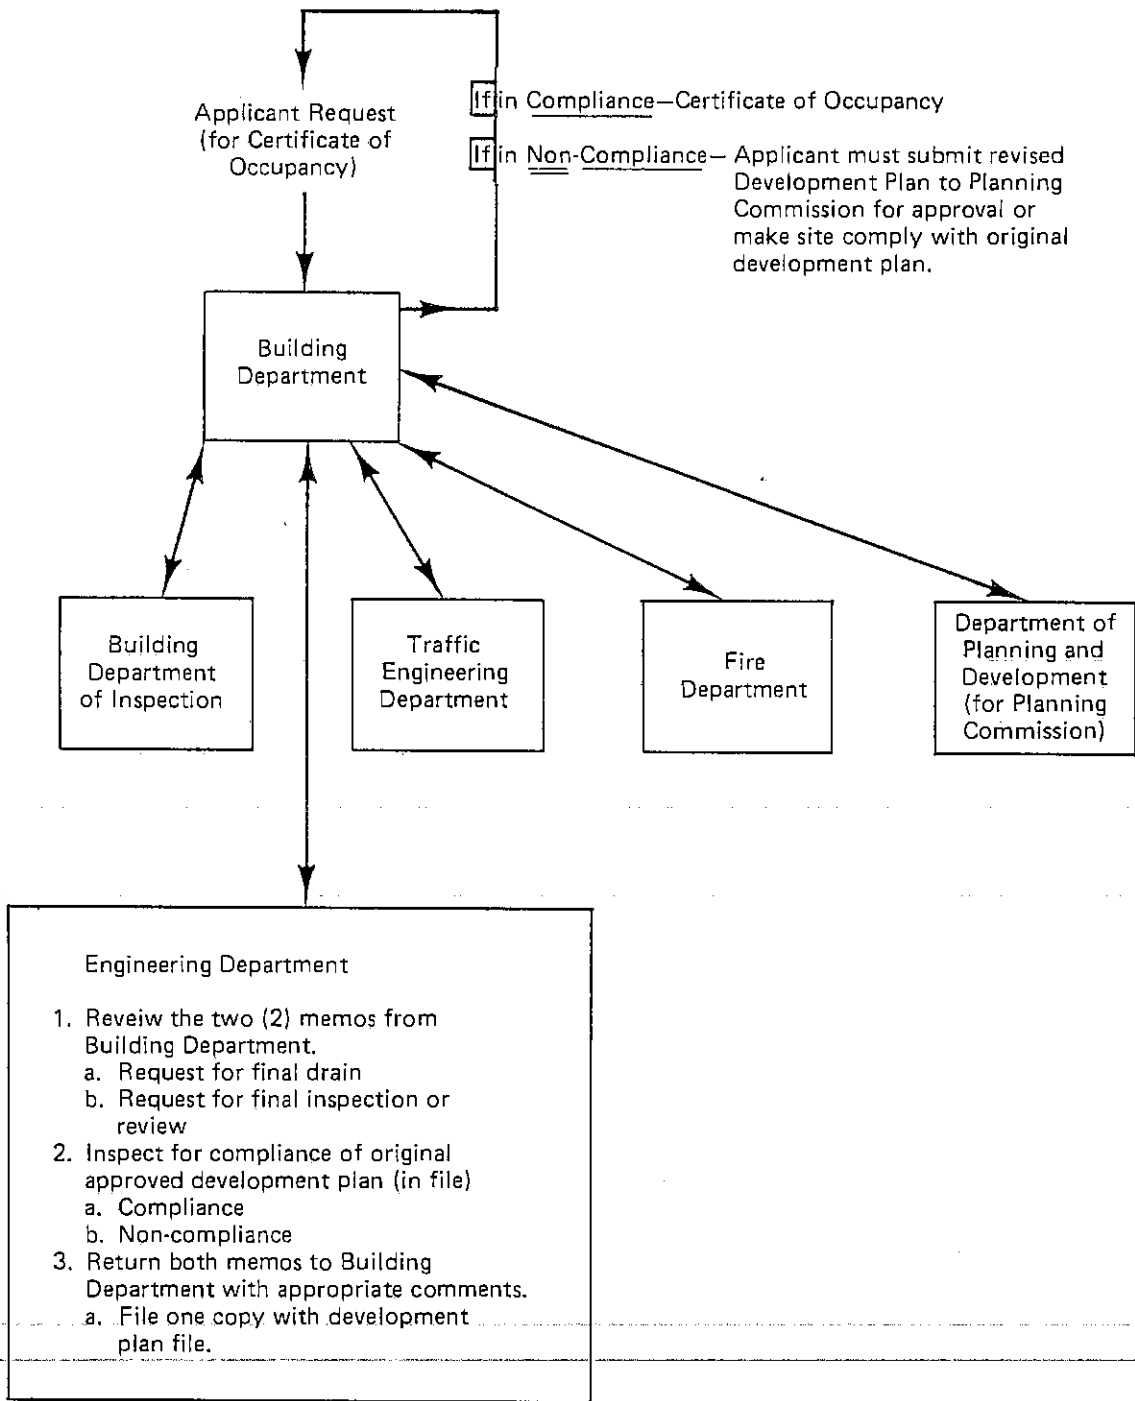 Applicant Request
(for Certificate of
Occupancy)
If in Compliance—Certificate of Occupancy
If in Non-Compliance— Applicant must submit revised
Development Plan to Planning
Commission for approval or
make site comply with original
development plan.
Building
Department
Building
Department
of Inspection
Traffic
Engineering
Department
Fire
Department
Department of
Planning and
Development
(for Planning
Commission)
Engineering Department
1. Reveiw the two (2) memos from
Building Department.
a. Request for final drain
b. Request for final inspection or
review
2. Inspect for compliance of original
approved development plan (in file)
a. Compliance
b. Non-compliance
3. Return both memos to Building
Department with appropriate comments.
a. File one copy with development
plan file.